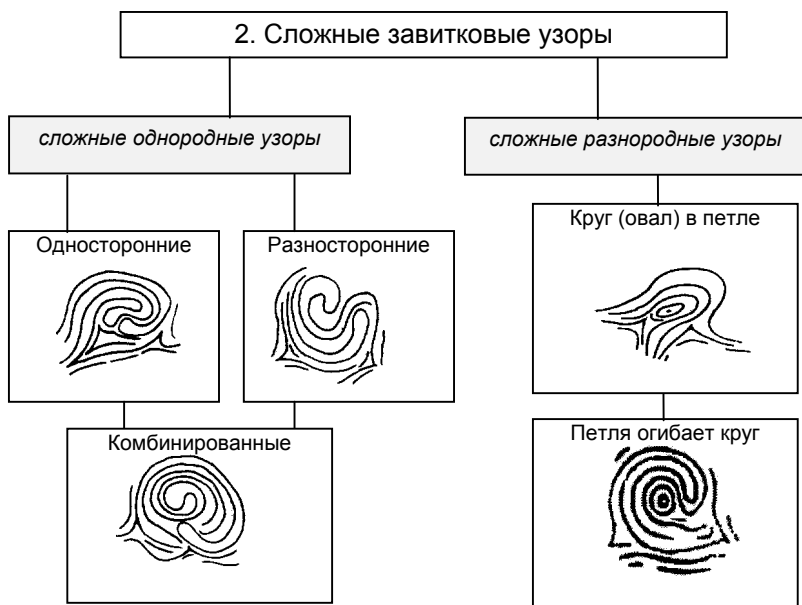 2. Сложные завитковые узоры
сложные однородные узоры
сложные разнородные узоры
Односторонние
Разносторонние
Круг (овал) в петле
Комбинированные
Петля огибает круг